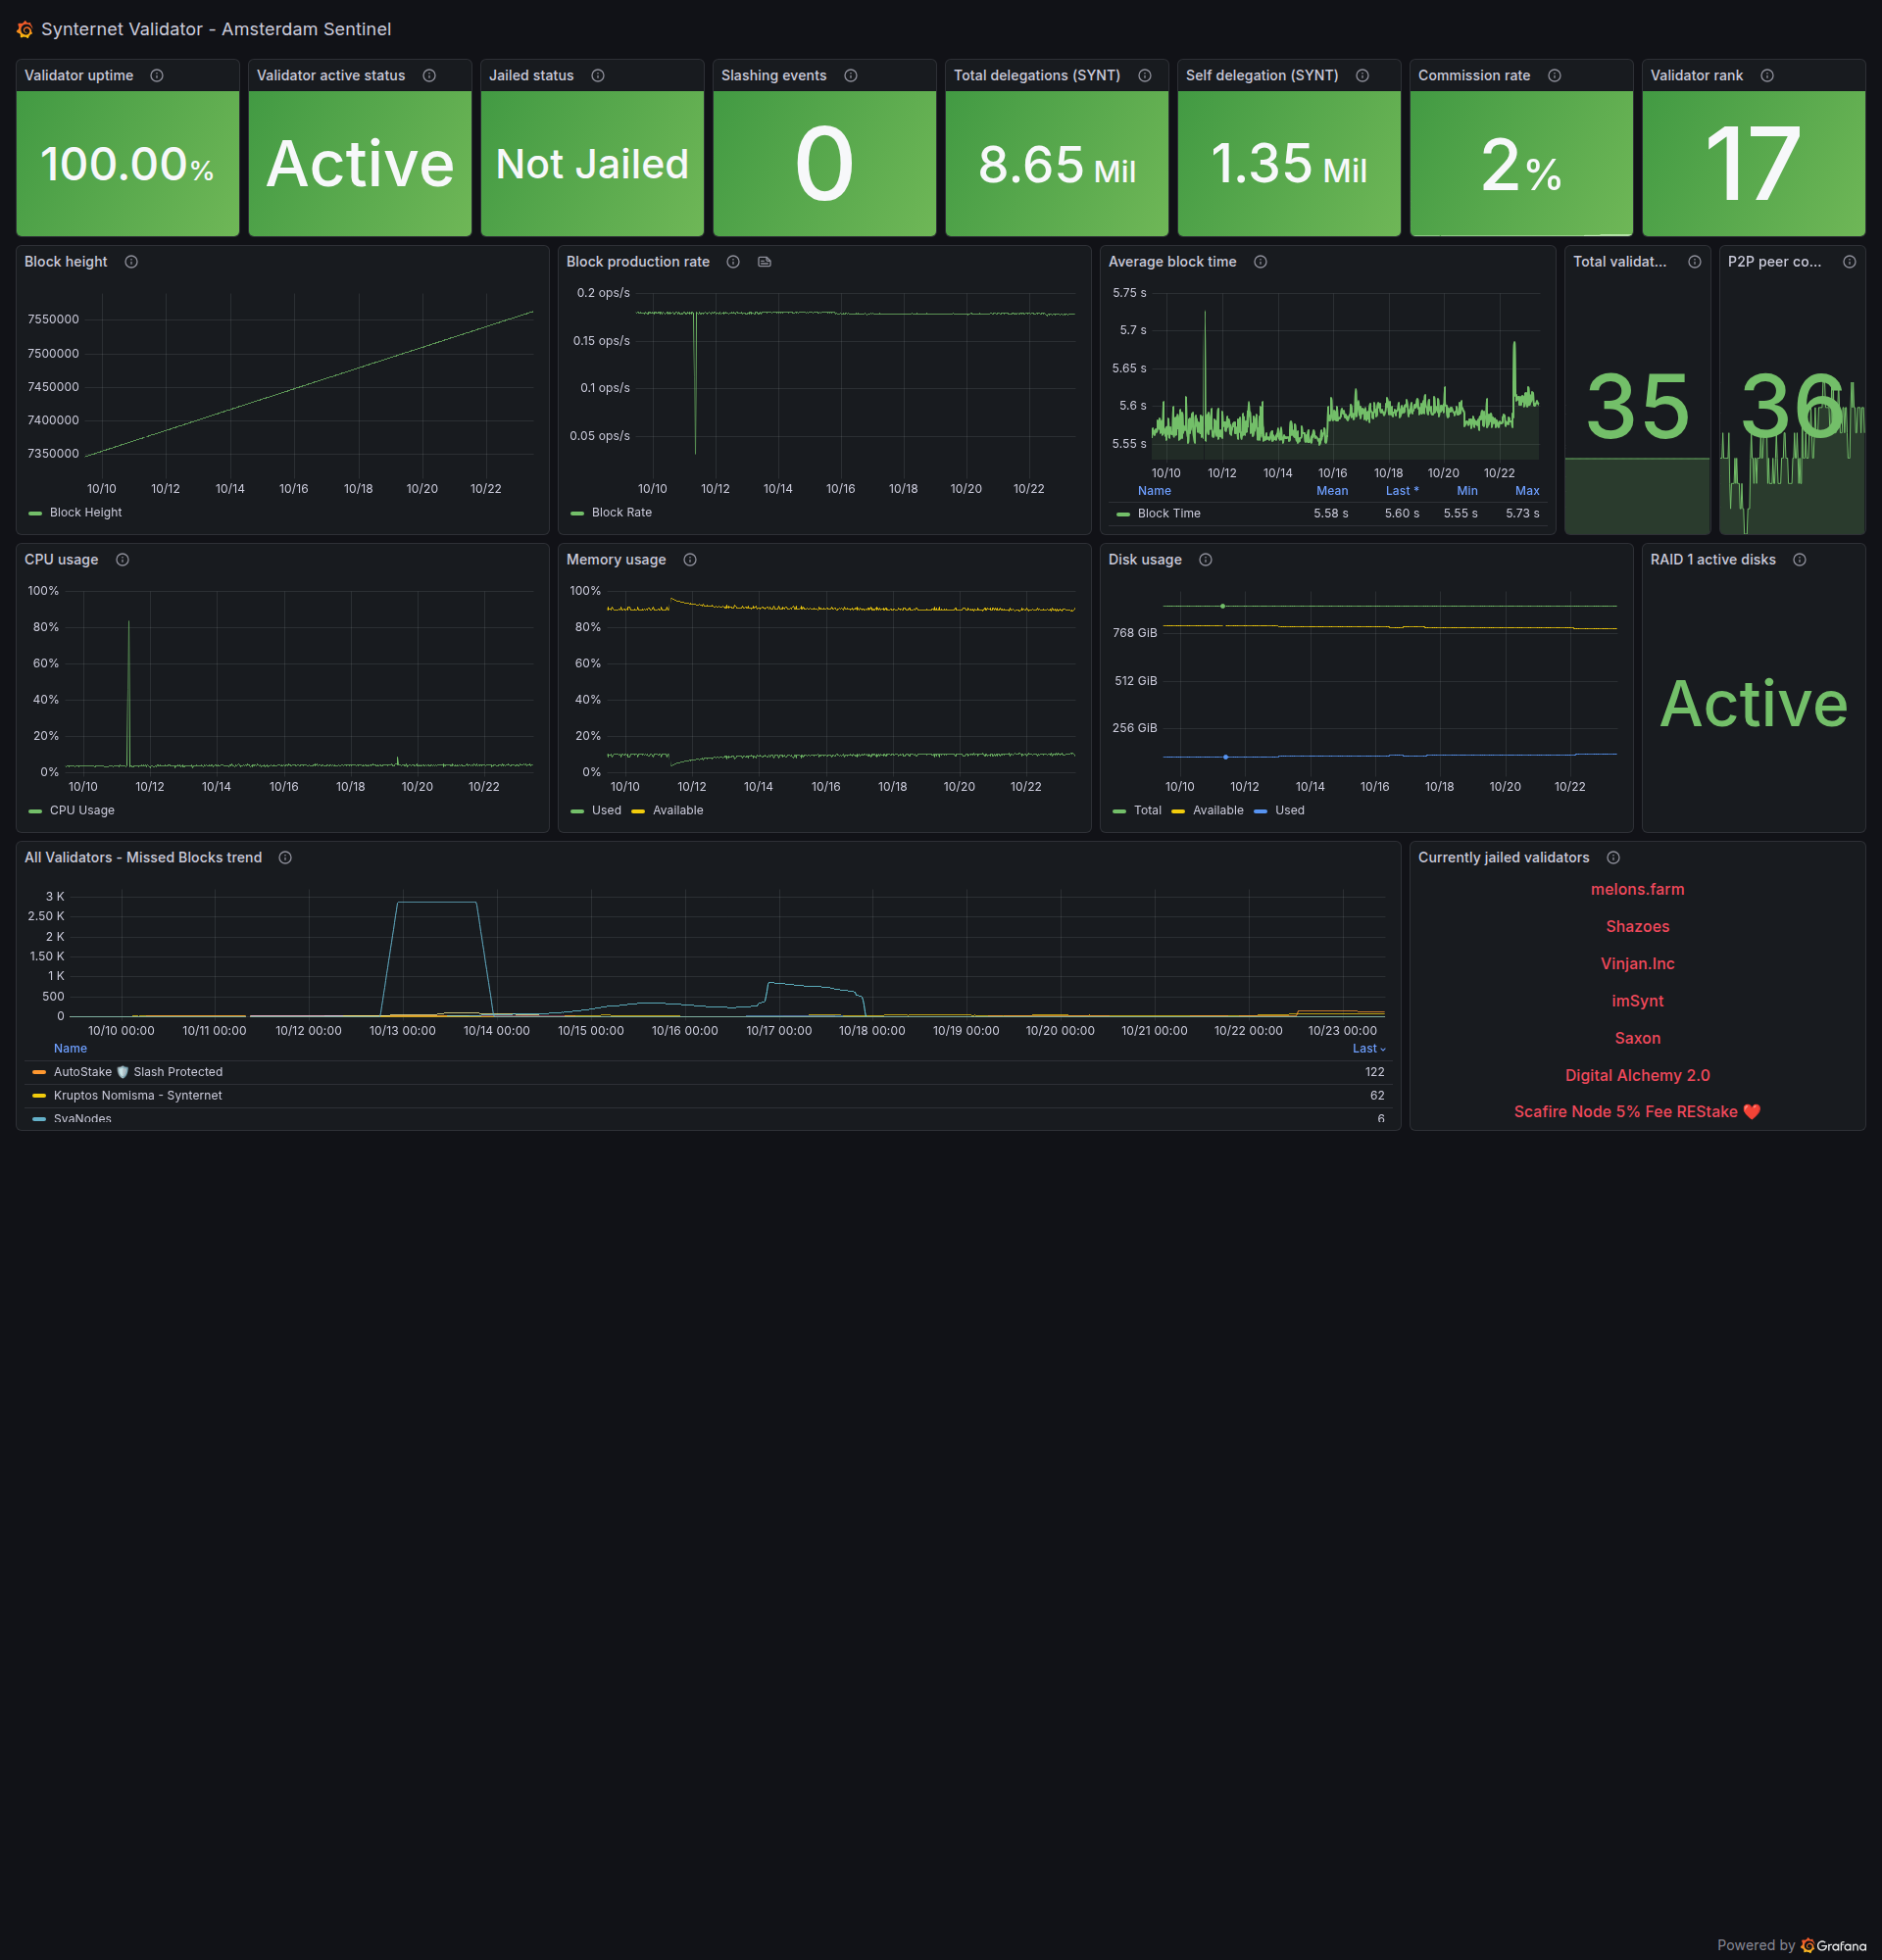 Synternet Validator - Amsterdam Sentinel
Validator uptime
100.00%
Validator active status
Active
Jailed status
Not Jailed
Slashing events
0
Total delegations (SYNT)
8.65 Mil
Self delegation (SYNT)
1.35 Mil
Commission rate
2%
Validator rank
17
Block height
7550000
7500000
7450000
7400000
7350000
10/10 10/12 10/14 10/16 10/18 10/20 10/22
Block Height
Block production rate
0.2 ops/s
0.15 ops/s
0.1 ops/s
0.05 ops/s
10/10 10/12 10/14 10/16 10/18 10/20 10/22
Block Rate
Average block time
5.75 s
5.7 s
5.65 s
5.6 s
5.55 s
10/10 10/12 10/14 10/16 10/18 10/20 10/22
Name Mean Last * Min Max
Block TIme 5.58 s 5.60 s 5.55 s 5.73 s
Total validat...
35
P2P peer co...
36
CPU usage
100%
80%
60%
40%
20%
0%
10/10 10/12 10/14 10/16 10/18 10/20 10/22
CPU Usage
Memory usage
100%
80%
60%
40%
20%
0%
10/10 10/12 10/14 10/16 10/18 10/20 10/22
Used Available
Disk usage
768 GiB
512 GiB
256 GiB
10/10 10/12 10/14 10/16 10/18 10/20 10/22
Total Available Used
RAID 1 active disks
Active
All Validators - Missed Blocks trend
3 K
2.50 K
2 K
1.50 K
1 K
500
0
10/10 00:00 10/11 00:00 10/12 00:00 10/13 00:00 10/14 00:00 10/15 00:00 10/16 00:00 10/17 00:00 10/18 00:00 10/19 00:00 10/20 00:00 10/21 00:00 10/22 00:00 10/23 00:00
Name Last
AutoStake 🛡️ Slash Protected 122
Kruptos Nomisma - Synternet 62
SvaNodes 6
Currently jailed validators
melons.farm
Shazoes
Vinjan.Inc
imSynt
Saxon
Digital Alchemy 2.0
Scafire Node 5% Fee REStake ❤️
Powered by Grafana